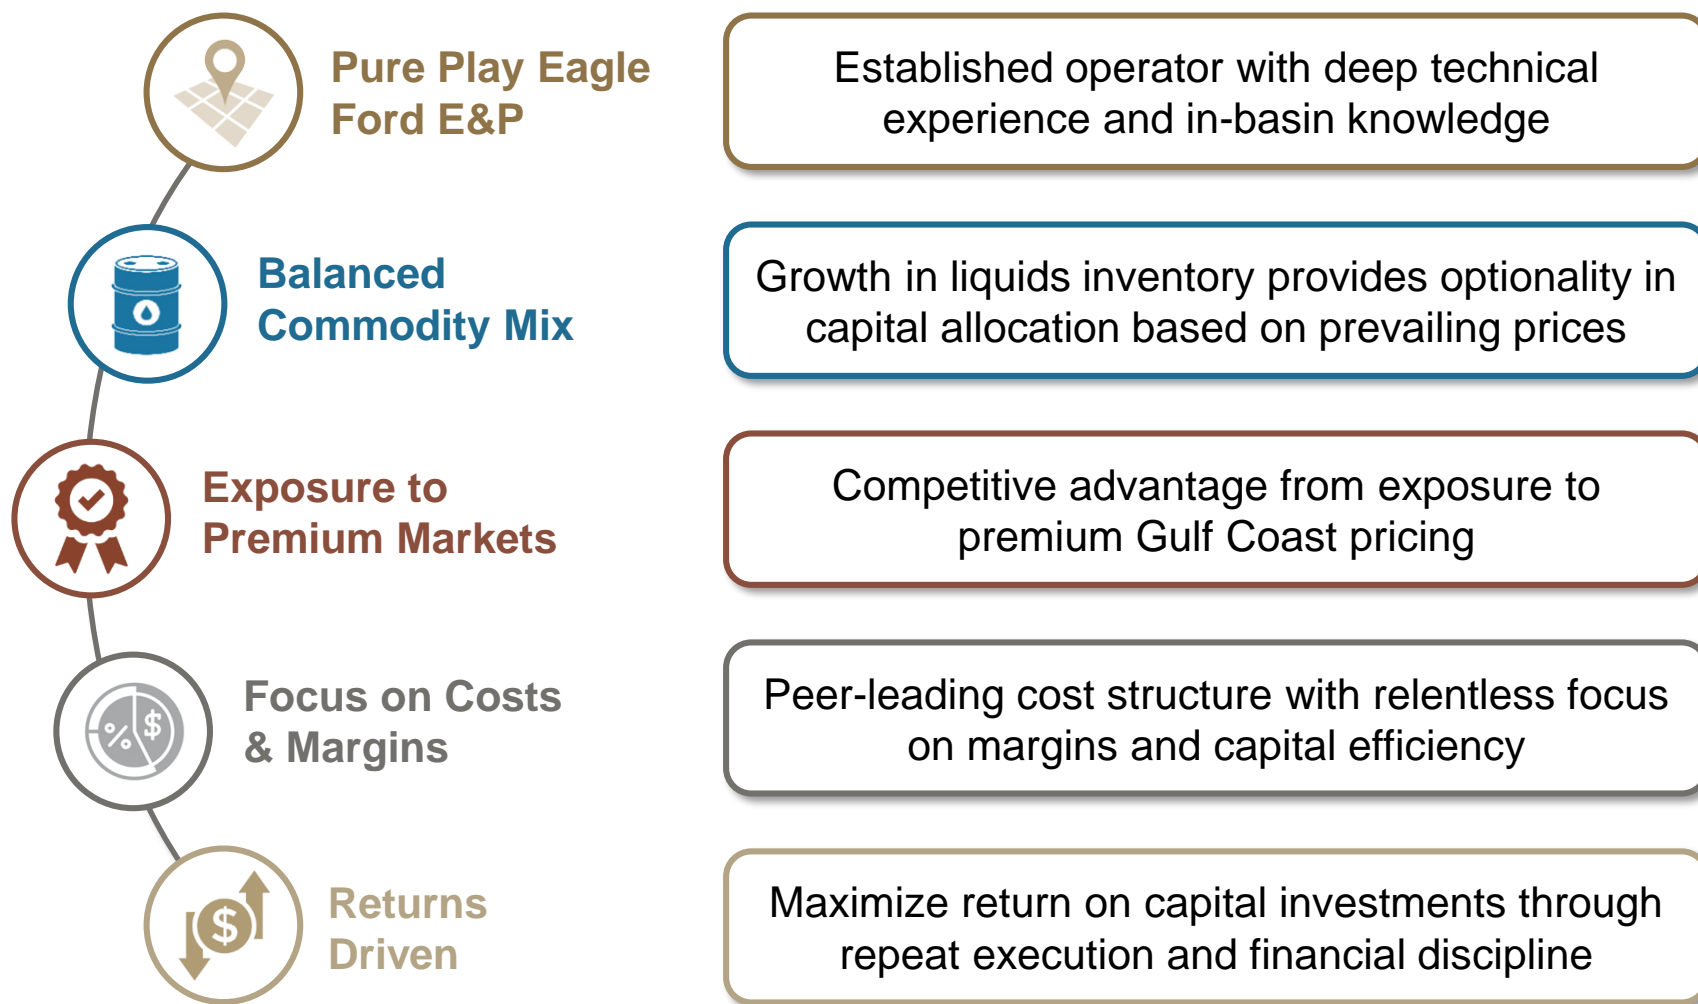 Pure Play Eagle
Ford E&P
Established operator with deep technical
experience and in-basin knowledge
Balanced
Commodity Mix
Growth in liquids inventory provides optionality in
capital allocation based on prevailing prices
Exposure to
Premium Markets
Competitive advantage from exposure to
premium Gulf Coast pricing
% $
Focus on Costs
& Margins
Peer-leading cost structure with relentless focus
on margins and capital efficiency
$
Returns
Driven
Maximize return on capital investments through
repeat execution and financial discipline